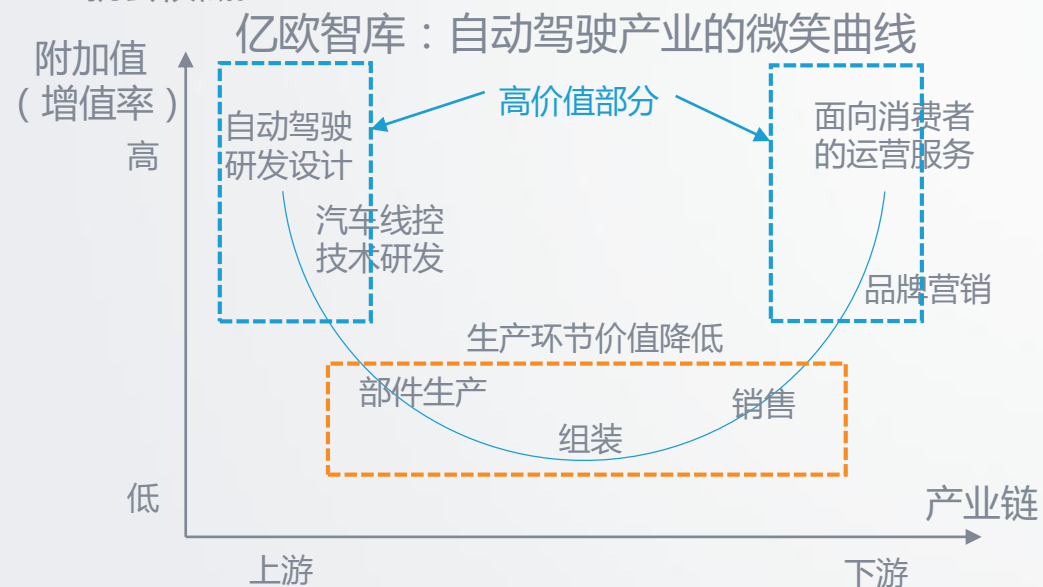 亿欧智库：自动驾驶产业的微笑曲线
附加值
（增值率）
高
低
自动驾驶
研发设计
高价值部分
面向消费者
的运营服务
汽车线控
技术研发
品牌营销
生产环节价值降低
部件生产
组装
销售
产业链
上游
下游